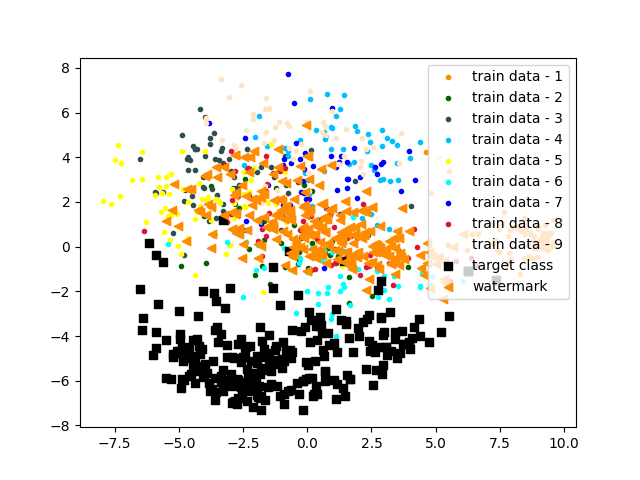 8
6
4
2
0
−2
−4
−6
−8
−7.5
−5.0
−2.5
0.0
2.5
5.0
7.5
10.0
train data - 1
train data - 2
train data - 3
train data - 4
train data - 5
train data - 6
train data - 7
train data - 8
train data - 9
target class
watermark